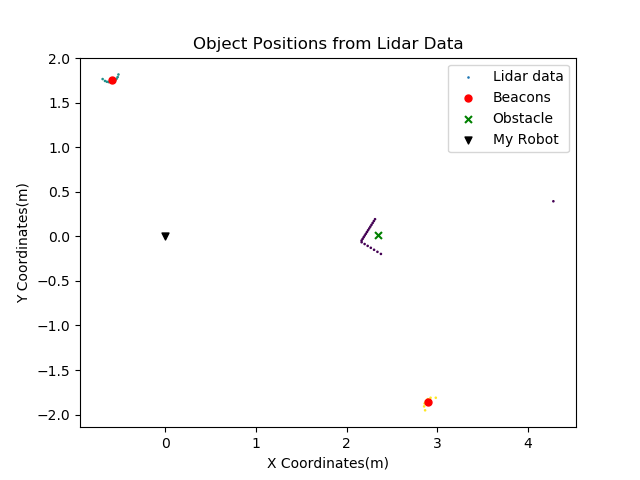 Object Positions from Lidar Data
2.0
1.5
1.0
0.5
0.0
−0.5
−1.0
−1.5
−2.0
Y Coordinates(m)
Lidar data
Beacons
Obstacle
My Robot
0 1 2 3 4
X Coordinates(m)